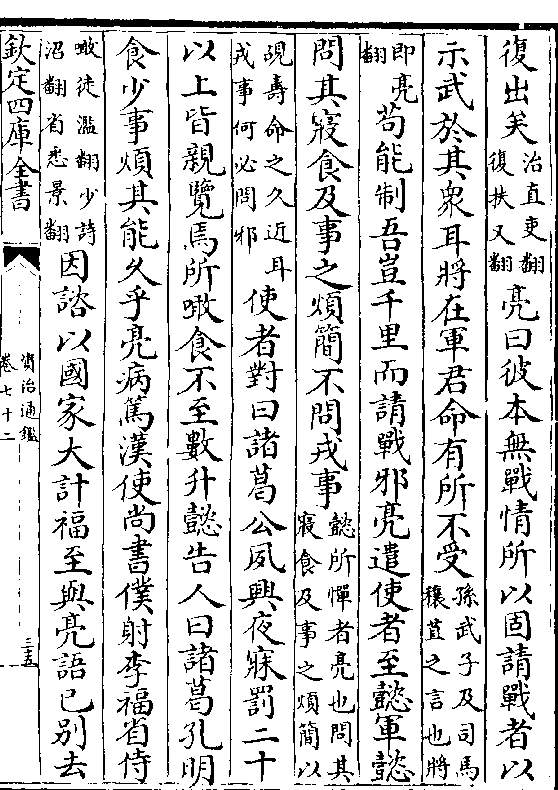 復出矣治直吏翻復扶又翻亮曰彼本無戰情所以固請戰者以
示武於其衆耳將在軍君命有所不受孫武子及司馬穰苴之言也將
即亮翻苟能制吾豈千里而請戰邪亮遣使者至懿軍懿
問其寢食及事之煩簡不問戎事懿所憚者亮也問其寢食及事之煩簡以
覘壽命之久近耳戎事何必問邪使者對曰諸葛公夙興夜寐罰二十
以上皆親覽焉所噉食不至數升懿告人曰諸葛孔明
食少事煩其能久乎亮病篤漢使尚書僕射李福省侍
噉徒濫翻少詩沼翻省悉景翻因諮以國家大計福至與亮語已別去
欽定四庫全書
資治通鑑
卷七十二
三五